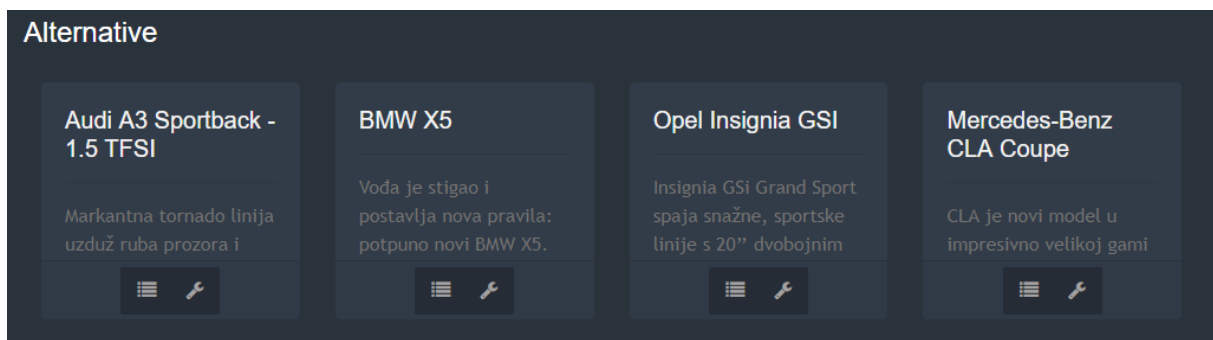 Alternative
Audi A3 Sportback -
1.5 TFSI
Markantna tornado linija
uzduž ruba prozora i
BMW X5
Vođa je stigao i
postavlja nova pravila:
potpuno novi BMW X5.
Opel Insignia GSI
Insignia GSi Grand Sport
spaja snažne, sportske
linije s 20” dvobojnim
Mercedes-Benz
CLA Coupe
CLA je novi model u
impresivno velikoj gami